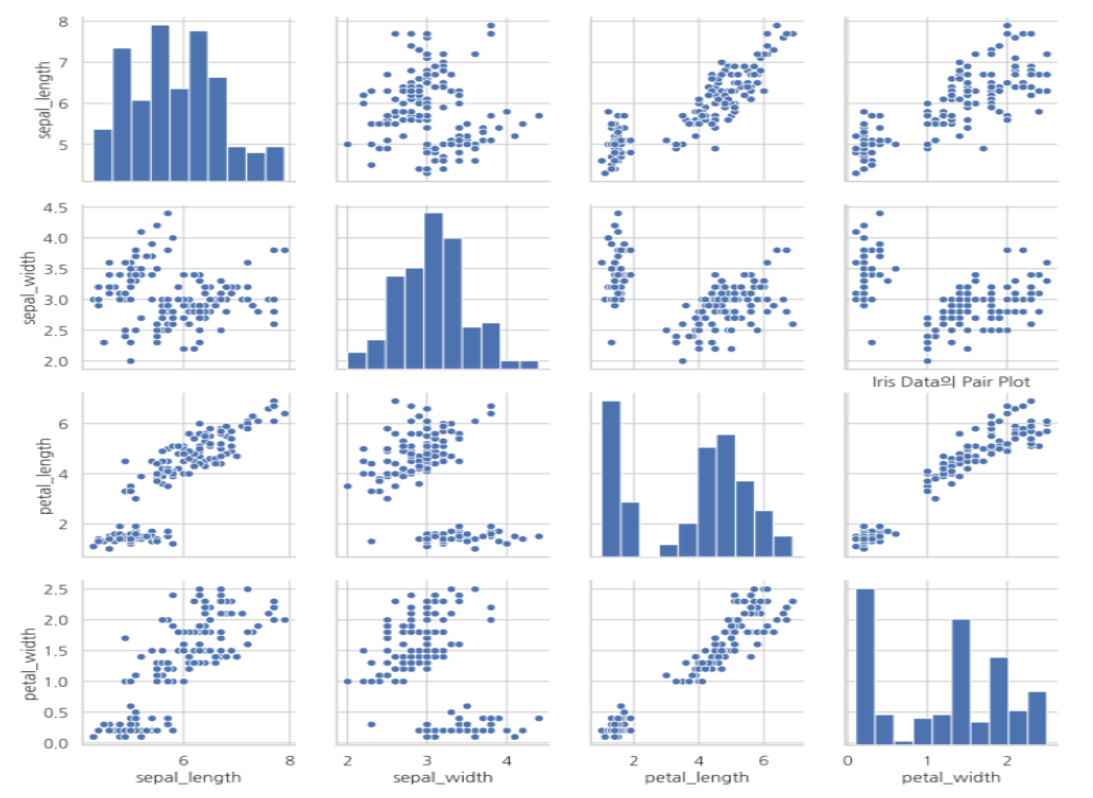 8
7
6
5
sepal_length
4.5
4.0
3.5
3.0
2.5
2.0
sepal_width
Iris Data의 Pair Plot
6
4
2
petal_length
2.5
2.0
1.5
1.0
0.5
0.0
petal_width
6 8
2 3 4
2 4 6
0 1 2
sepal_length
sepal_width
petal_length
petal_width